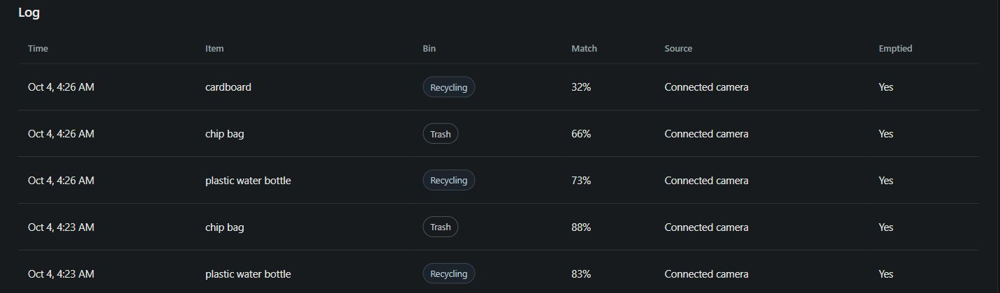 Log
Time Item Bin Match Source Emptied
Oct 4, 4:26 AM cardboard Recycling 32% Connected camera Yes
Oct 4, 4:26 AM chip bag Trash 66% Connected camera Yes
Oct 4, 4:26 AM plastic water bottle Recycling 73% Connected camera Yes
Oct 4, 4:23 AM chip bag Trash 88% Connected camera Yes
Oct 4, 4:23 AM plastic water bottle Recycling 83% Connected camera Yes